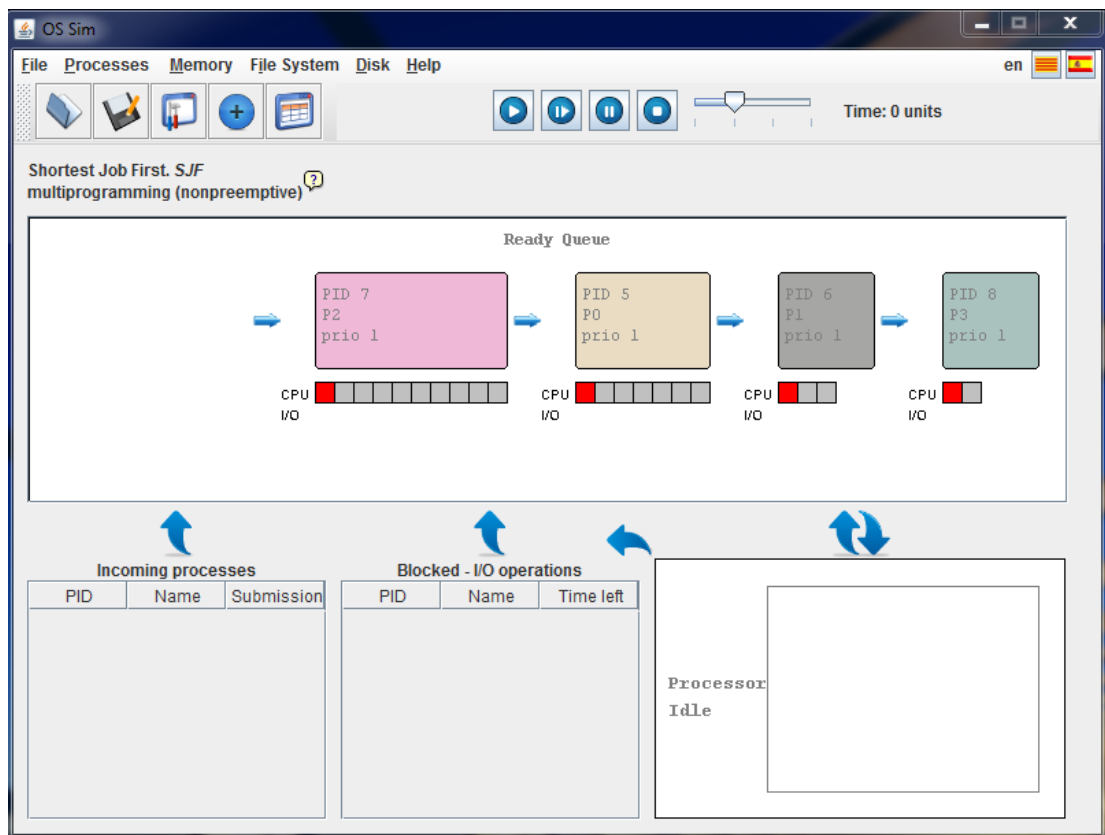 OS Sim
File Processes Memory File System Disk Help en
Time: 0 units
Shortest Job First. SJF
multiprogramming (nonpreemptive) ?
Ready Queue
PID 7
P2
prio 1
CPU
I/O
PID 5
P0
prio 1
CPU
I/O
PID 6
P1
prio 1
CPU
I/O
PID 8
P3
prio 1
CPU
I/O
Incoming processes
PID Name Submission
Blocked - I/O operations
PID Name Time left
Processor
Idle